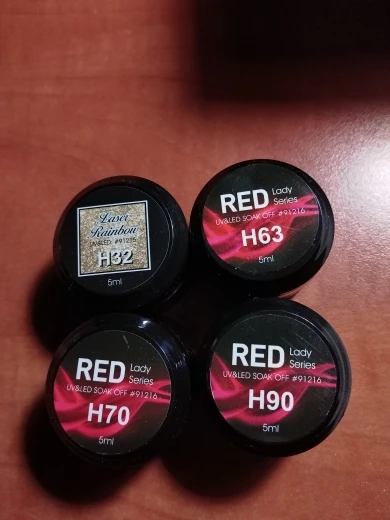 Laser
Rainbow
UV&LED #91216
H32
5ml
RED Lady
Series
UV&LED SOAK OFF #91216
H63
5ml
RED Lady
Series
UV&LED SOAK OFF #91216
H70
5ml
RED Lady
Series
UV&LED SOAK OFF #91216
H90
5ml